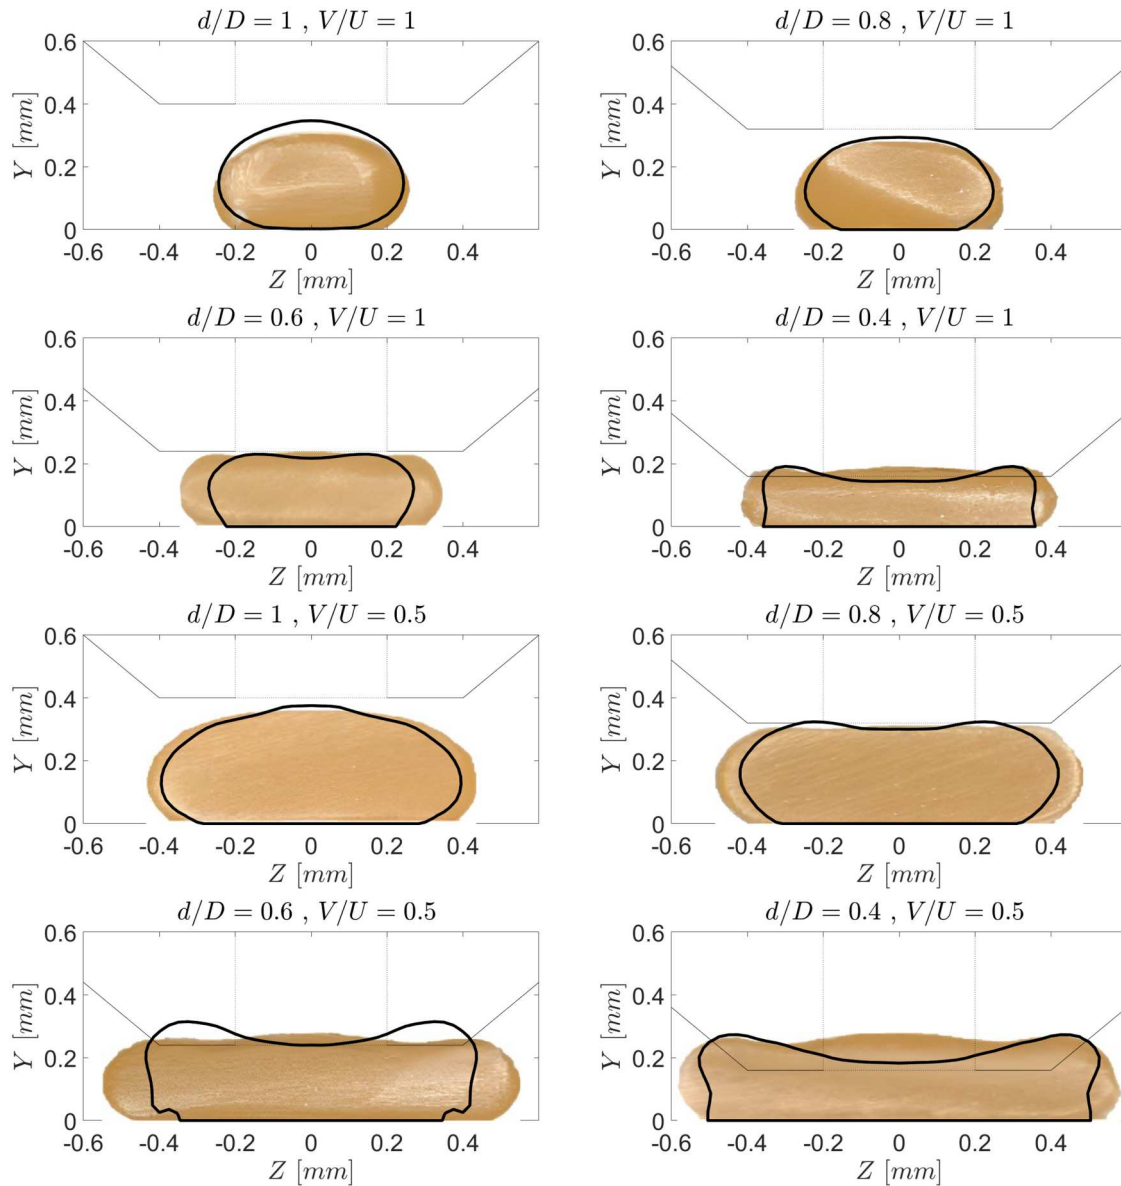 d/D = 1 , V/U = 1
0.6
0.4
0.2
0
Y [mm]
-0.6 -0.4 -0.2 0 0.2 0.4
Z [mm]
d/D = 0.8 , V/U = 1
0.6
0.4
0.2
0
Y [mm]
-0.6 -0.4 -0.2 0 0.2 0.4
Z [mm]
d/D = 0.6 , V/U = 1
0.6
0.4
0.2
0
Y [mm]
-0.6 -0.4 -0.2 0 0.2 0.4
Z [mm]
d/D = 0.4 , V/U = 1
0.6
0.4
0.2
0
Y [mm]
-0.6 -0.4 -0.2 0 0.2 0.4
Z [mm]
d/D = 1 , V/U = 0.5
0.6
0.4
0.2
0
Y [mm]
-0.6 -0.4 -0.2 0 0.2 0.4
Z [mm]
d/D = 0.8 , V/U = 0.5
0.6
0.4
0.2
0
Y [mm]
-0.6 -0.4 -0.2 0 0.2 0.4
Z [mm]
d/D = 0.6 , V/U = 0.5
0.6
0.4
0.2
0
Y [mm]
-0.6 -0.4 -0.2 0 0.2 0.4
Z [mm]
d/D = 0.4 , V/U = 0.5
0.6
0.4
0.2
0
Y [mm]
-0.6 -0.4 -0.2 0 0.2 0.4
Z [mm]